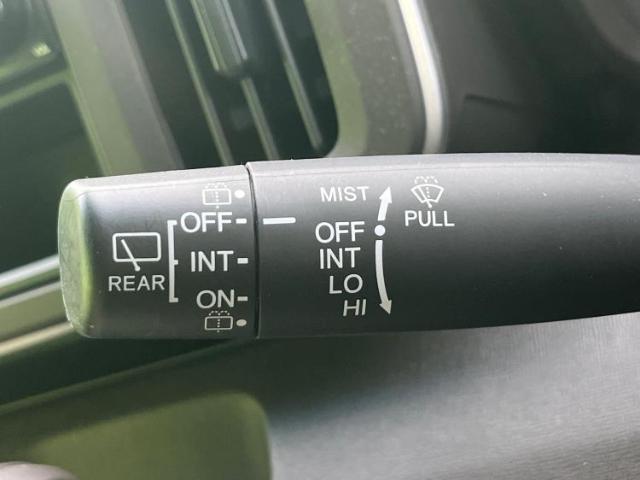 OFF
INT
ON
REAR
MIST
OFF
INT
LO
HI
PULL